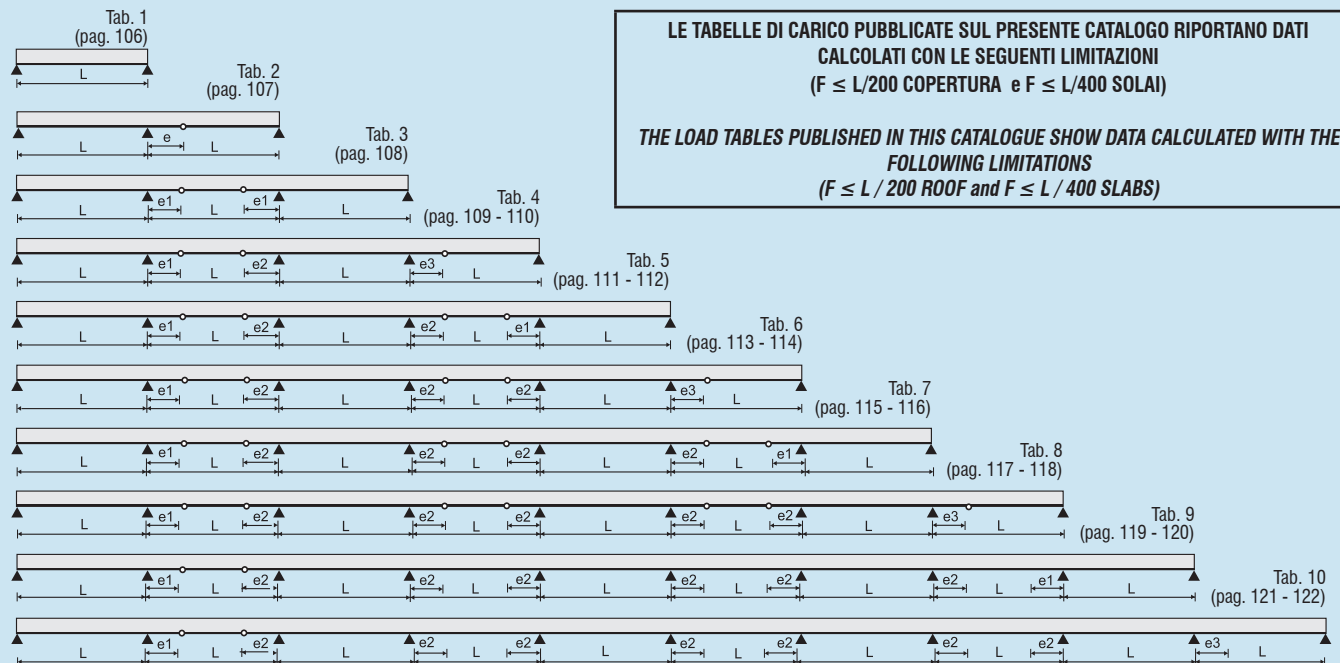 Tab. 1
(pag. 106)
L
Tab. 2
(pag. 107)
e
L L
Tab. 3
(pag. 108)
L e1 L e1 L
Tab. 4
(pag. 109 - 110)
L e1 L e2 L e3 L
Tab. 5
(pag. 111 - 112)
L e1 L e2 L e2 L e1 L
Tab. 6
(pag. 113 - 114)
L e1 L e2 L e2 L e2 L e3 L
Tab. 7
(pag. 115 - 116)
L e1 L e2 L e2 L e2 L e2 L e1 L
Tab. 8
(pag. 117 - 118)
L e1 L e2 L e2 L e2 L e2 L e2 L e3 L
Tab. 9
(pag. 119 - 120)
L e1 L e2 L e2 L e2 L e2 L e2 L e2 L e1 L
Tab. 10
(pag. 121 - 122)
L e1 L e2 L e2 L e2 L e2 L e2 L e2 L e2 L e3 L
LE TABELLE DI CARICO PUBBLICATE SUL PRESENTE CATALOGO RIPORTANO DATI
CALCOLATI CON LE SEGUENTI LIMITAZIONI
(F ≤ L/200 COPERTURA e F ≤ L/400 SOLAI)
THE LOAD TABLES PUBLISHED IN THIS CATALOGUE SHOW DATA CALCULATED WITH THE
FOLLOWING LIMITATIONS
(F ≤ L / 200 ROOF and F ≤ L / 400 SLABS)